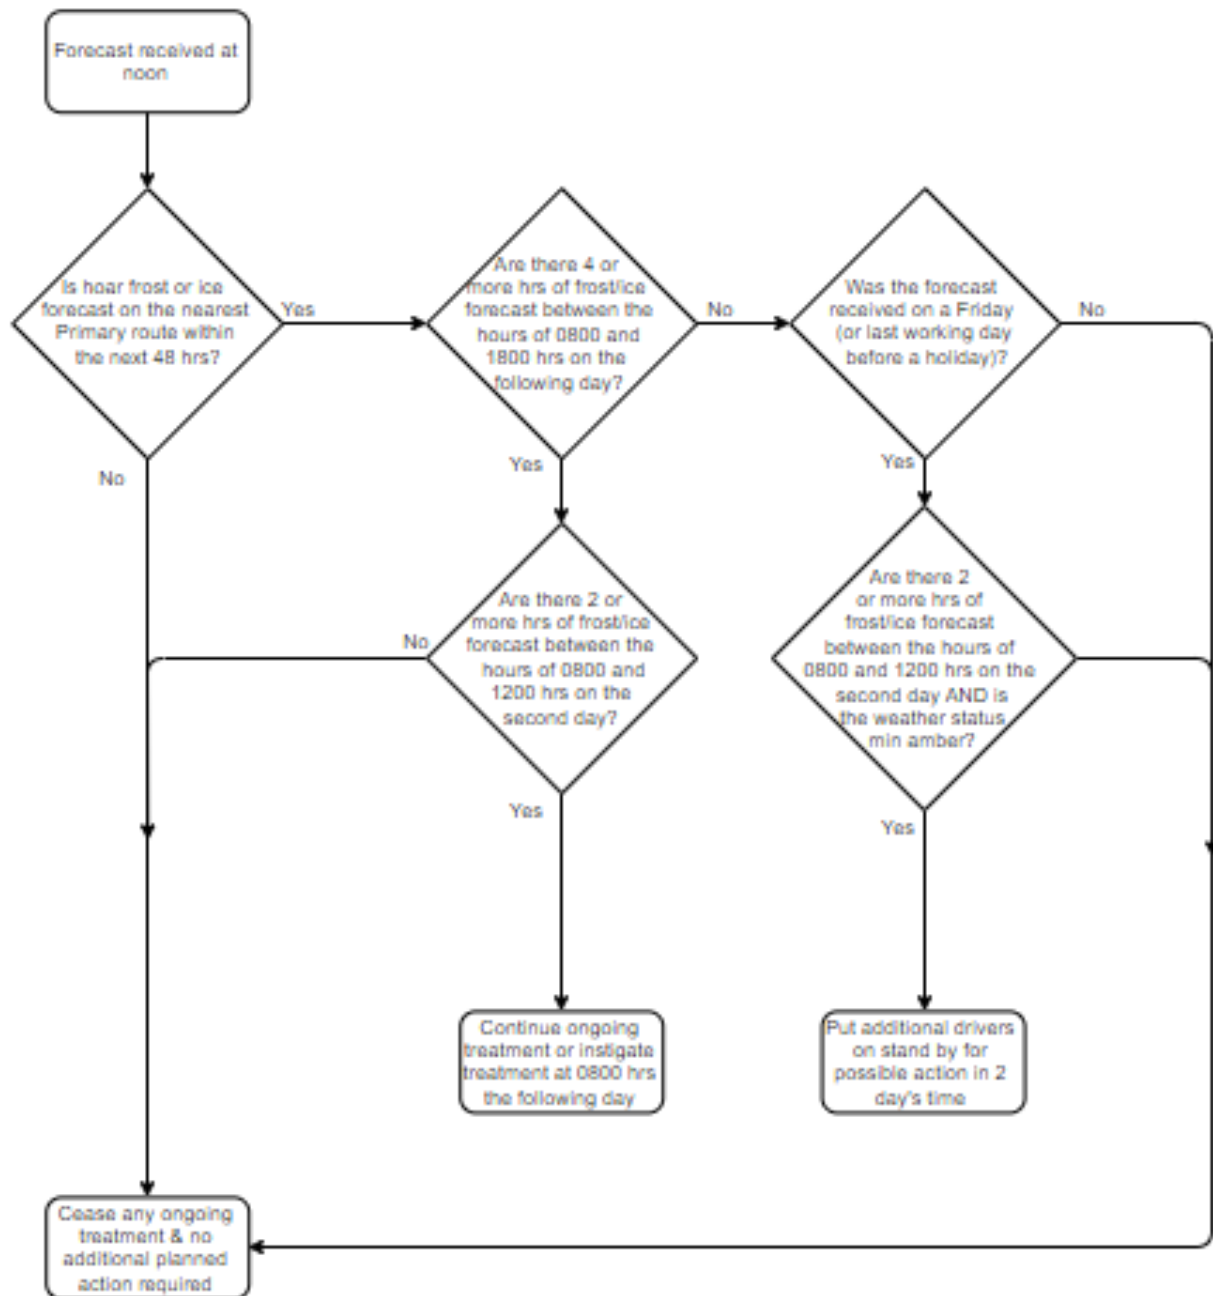 Forecast received at
noon
Is hoar frost or ice
forecast on the nearest
Primary route within
the next 48 hrs?
Yes
Are there 4 or
more hrs of frost/ice
forecast between the
hours of 0800 and
1800 hrs on the
following day?
No
Was the forecast
received on a Friday
(or last working day
before a holiday)?
No
No
Yes
Yes
Are there 2 or
more hrs of frost/ice
forecast between the
hours of 0800 and
1200 hrs on the
second day?
No
Are there 2
or more hrs of
frost/ice forecast
between the hours of
0800 and 1200 hrs on the
second day AND is
the weather status
min amber?
Yes
Yes
Continue ongoing
treatment or instigate
treatment at 0800 hrs
the following day
Put additional drivers
on stand by for
possible action in 2
day's time
Cease any ongoing
treatment & no
additional planned
action required